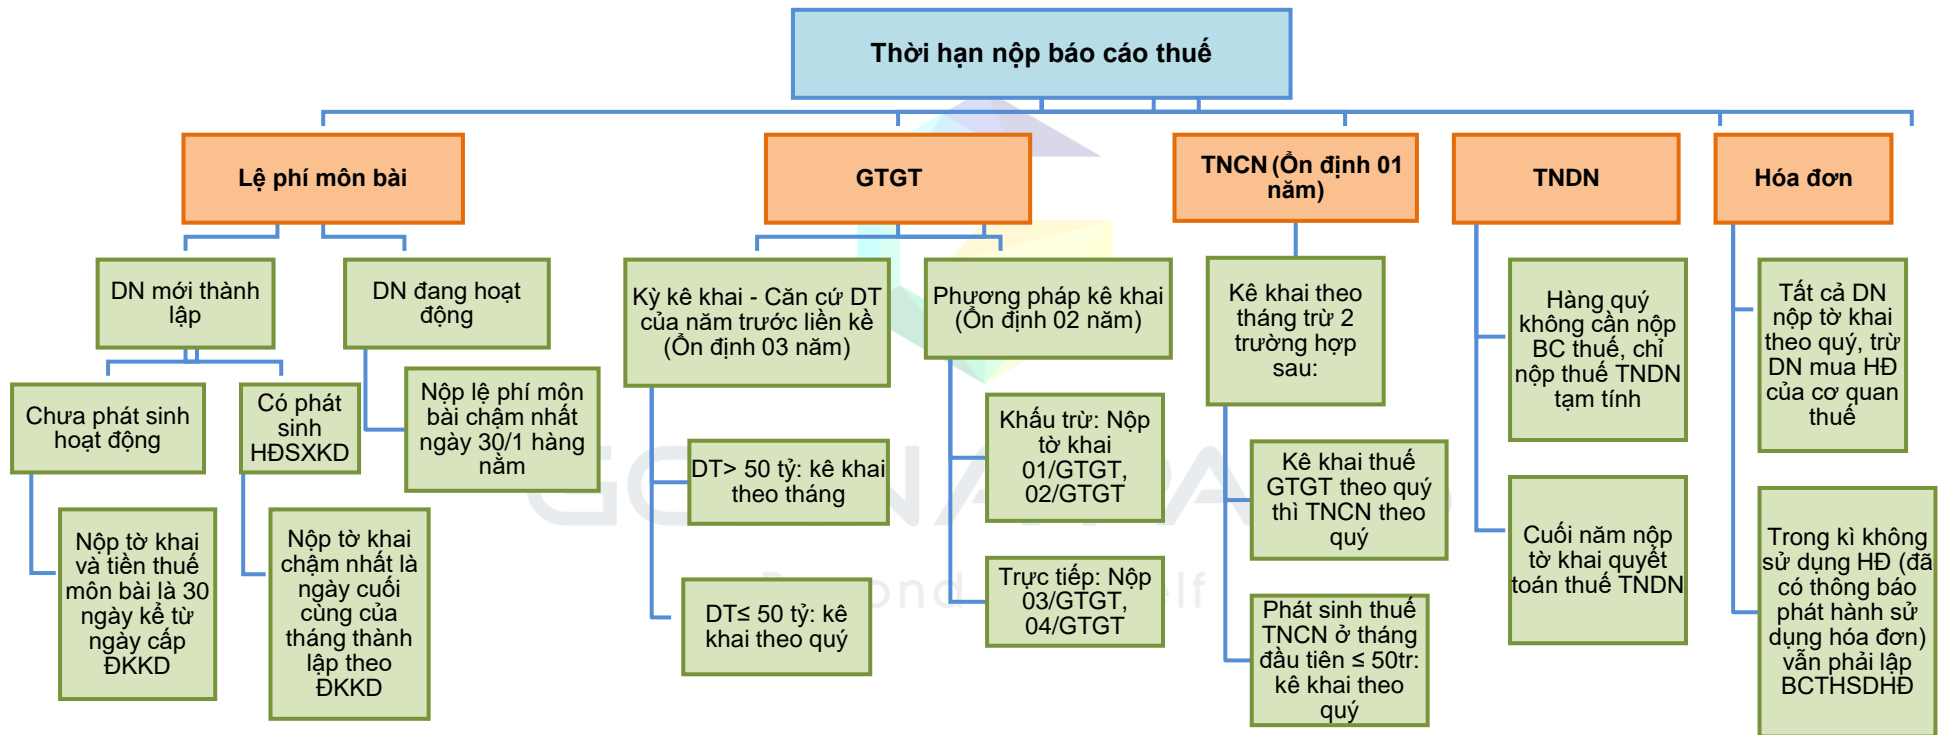 Thời hạn nộp báo cáo thuế
Lệ phí môn bài
GTGT
TNCN (Ổn định 01
năm)
TNDN
Hóa đơn
DN mới thành
lập
DN đang hoạt
động
Kỳ kê khai - Căn cứ DT
của năm trước liền kề
(Ổn định 03 năm)
Phương pháp kê khai
(Ổn định 02 năm)
Kê khai theo
tháng trừ 2
trường hợp
sau:
Hàng quý
không cần nộp
BC thuế, chỉ
nộp thuế TNDN
tạm tính
Tất cả DN
nộp tờ khai
theo quý, trừ
DN mua HĐ
của cơ quan
thuế
Chưa phát sinh
hoạt động
Có phát
sinh
HĐSXKD
Nộp lệ phí môn
bài chậm nhất
ngày 30/1 hàng
nằm
DT> 50 tỷ: kê khai
theo tháng
Khấu trừ: Nộp
tờ khai
01/GTGT,
02/GTGT
Kê khai thuế
GTGT theo quý
thì TNCN theo
quý
Cuối năm nộp
tờ khai quyết
toán thuế TNDN
Trong kì không
sử dụng HĐ (đã
có thông báo
phát hành sử
dụng hóa đơn)
vẫn phải lập
BCTHSDHĐ
Nộp tờ khai
và tiền thuế
môn bài là 30
ngày kể từ
ngày cấp
ĐKKD
Nộp tờ khai
chậm nhất là
ngày cuối
cùng của
tháng thành
lập theo
ĐKKD
DT≤ 50 tỷ: kê
khai theo quý
Trực tiếp: Nộp
03/GTGT,
04/GTGT
Phát sinh thuế
TNCN ở tháng
đầu tiên ≤ 50tr:
kê khai theo
quý